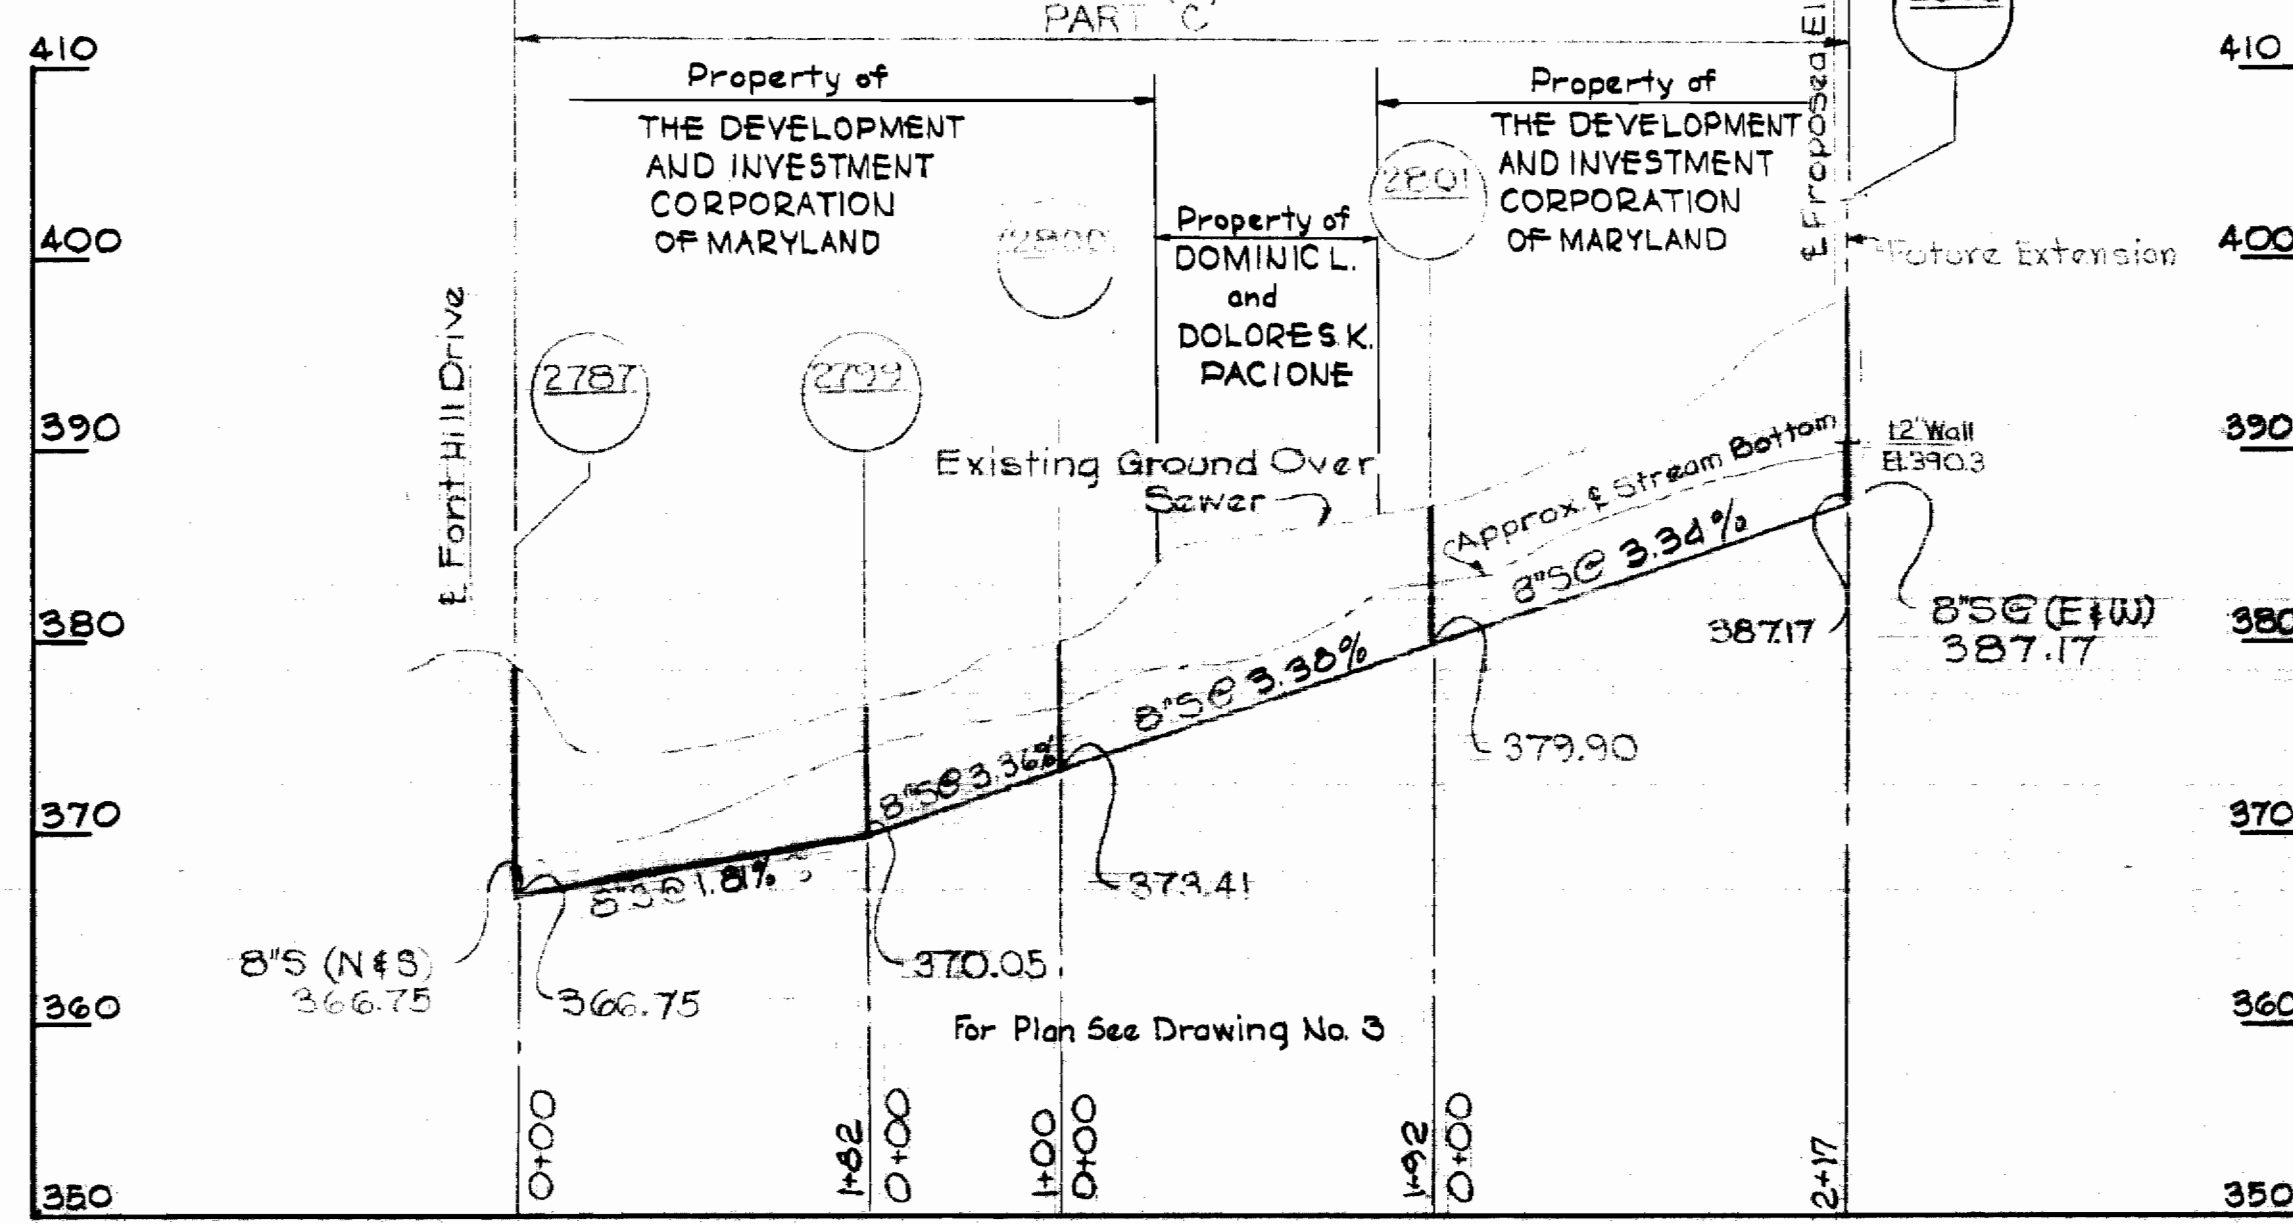 PART 'C'
410
410
Property of
THE DEVELOPMENT
AND INVESTMENT
CORPORATION
OF MARYLAND
Property of
THE DEVELOPMENT
AND INVESTMENT
CORPORATION
OF MARYLAND
2801
2800
Property of
DOMINIC L.
and
DOLORES K.
PACIONE
℄ Proposed
400
400
Future Extension
℄ Font Hill Drive
2787
2799
390
390
12" Wall
El.390.3
Existing Ground Over
Sewer
Approx. ℄ Stream Bottom
8"S@ 3.34%
380
380
387.17
8"S@ (E&W)
387.17
8"S@ 3.38%
379.90
8"S@ 3.36%
370
370
8"S@ 1.81%
373.41
370.05
8"S (N&S)
366.75
366.75
360
360
For Plan See Drawing No. 3
0+00
1+82
0+00
1+00
0+00
1+92
0+00
2+17
350
350